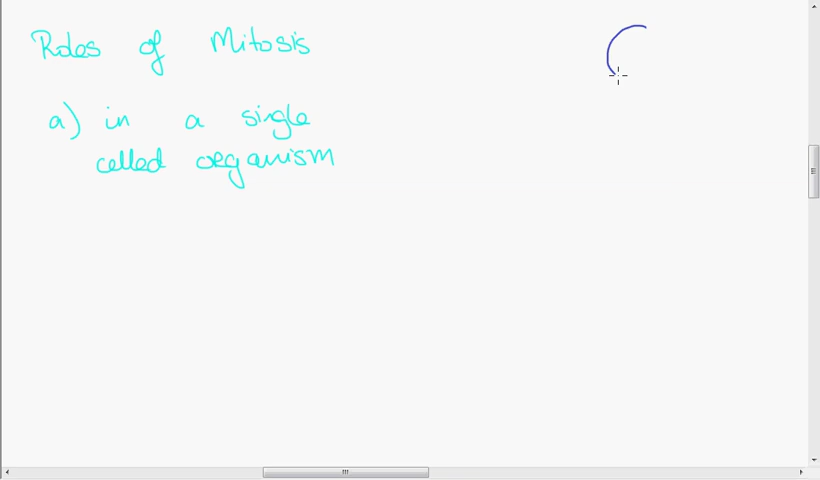 Roles of Mitosis
a) in a single
celled organism